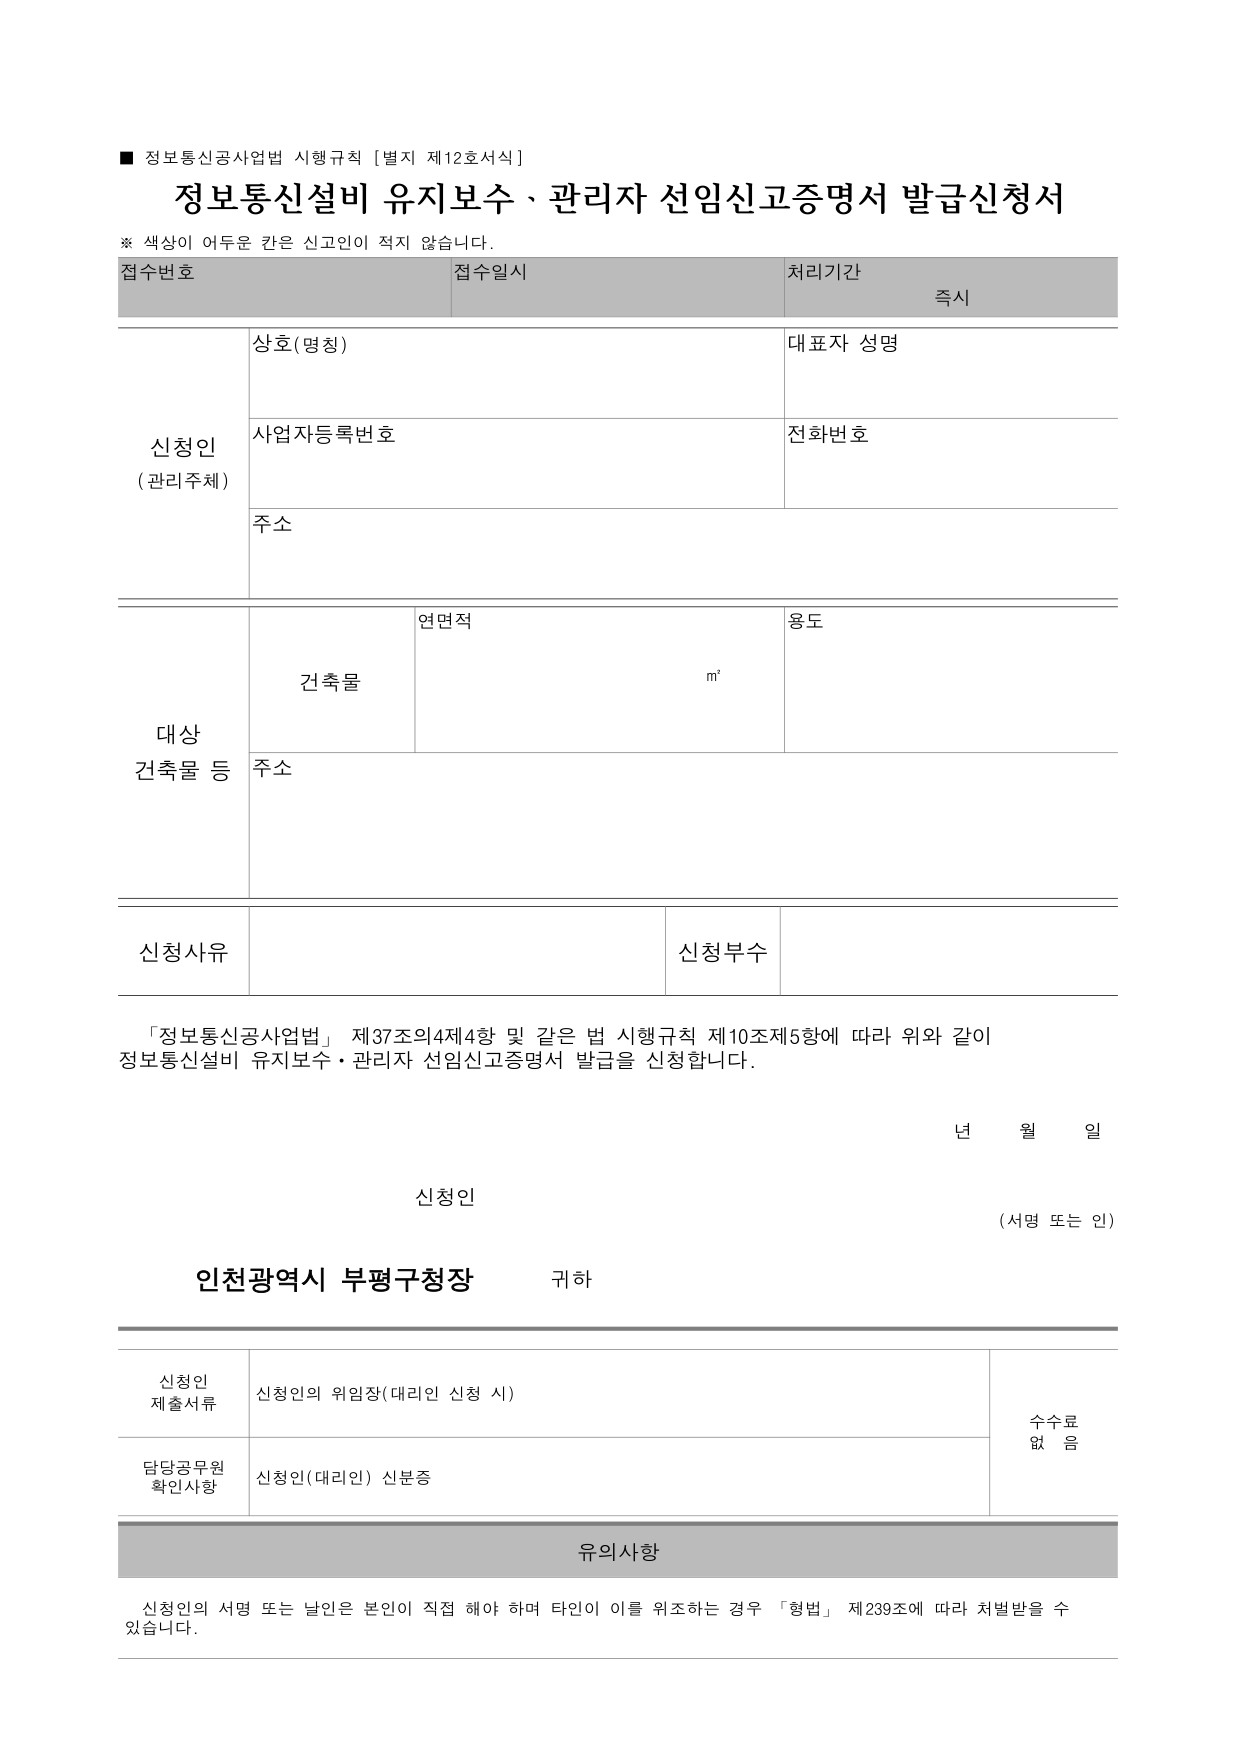 ■ 정보통신공사업법 시행규칙 [별지 제12호서식]
정보통신설비 유지보수ㆍ관리자 선임신고증명서 발급신청서
※ 색상이 어두운 칸은 신고인이 적지 않습니다.
접수번호 접수일시 처리기간
즉시
상호(명칭) 대표자 성명
신청인
(관리주체)
사업자등록번호 전화번호
주소
대상
건축물 등
건축물
연면적
㎡
용도
주소
신청사유 신청부수
「정보통신공사업법」 제37조의4제4항 및 같은 법 시행규칙 제10조제5항에 따라 위와 같이
정보통신설비 유지보수·관리자 선임신고증명서 발급을 신청합니다.
년 월 일
신청인
(서명 또는 인)
인천광역시 부평구청장 귀하
신청인
제출서류
신청인의 위임장(대리인 신청 시)
수수료
없 음
담당공무원
확인사항
신청인(대리인) 신분증
유의사항
신청인의 서명 또는 날인은 본인이 직접 해야 하며 타인이 이를 위조하는 경우 「형법」 제239조에 따라 처벌받을 수
있습니다.